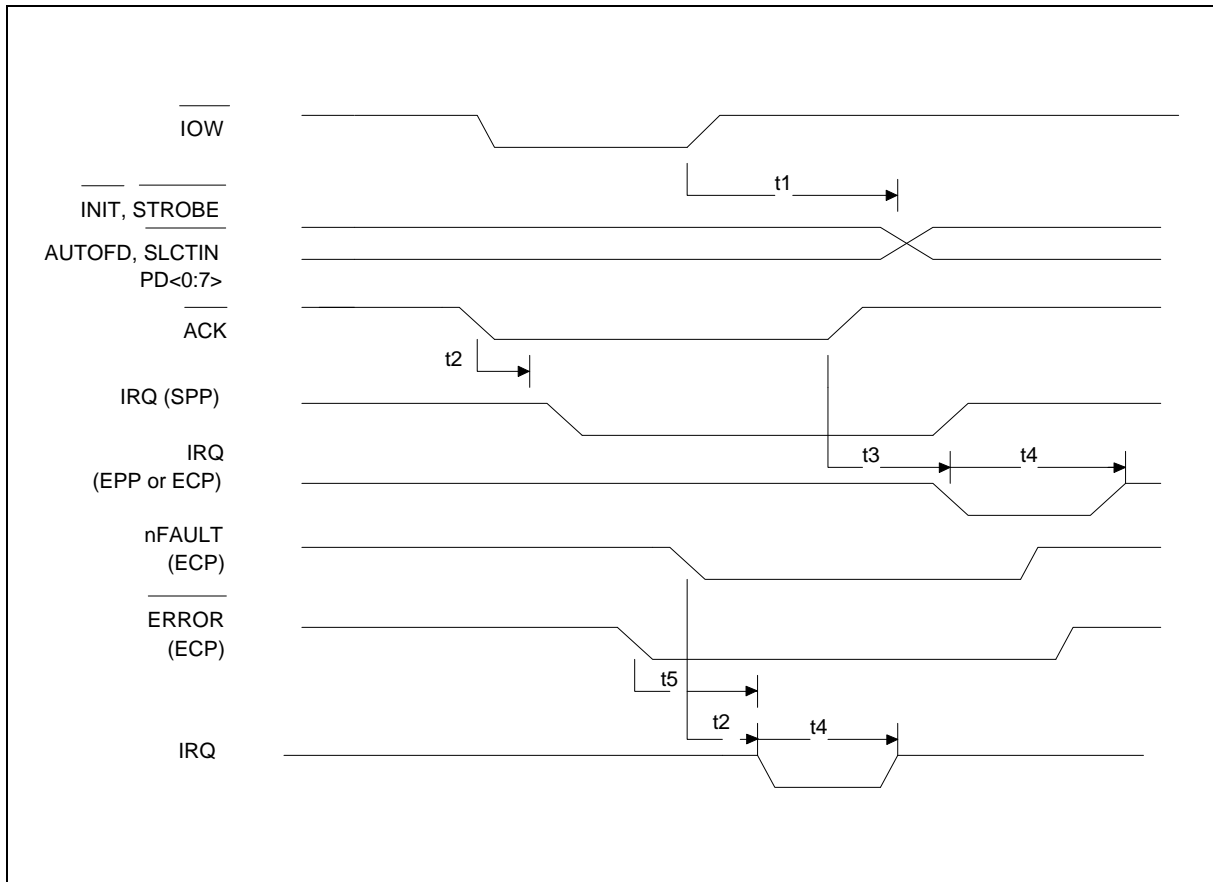 IOW
t1
INIT, STROBE
AUTOFD, SLCTIN
PD<0:7>
ACK
t2
IRQ (SPP)
IRQ
(EPP or ECP)
t3
t4
nFAULT
(ECP)
ERROR
(ECP)
t5
t2
t4
IRQ